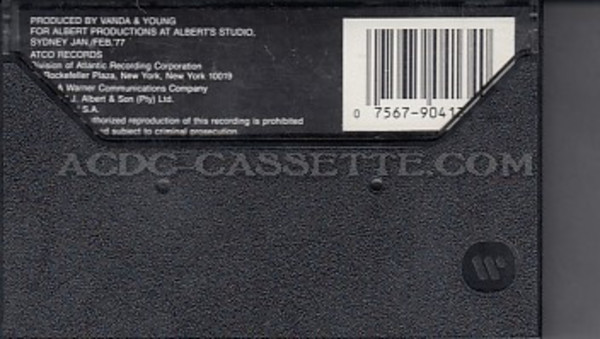 PRODUCED BY VANDA & YOUNG
FOR ALBERT PRODUCTIONS AT ALBERT'S STUDIO,
SYDNEY JAN./FEB.'77
ATCO RECORDS
Division of Atlantic Recording Corporation
Rockefeller Plaza, New York, New York 10019
A Warner Communications Company
J. Albert & Son (Pty) Ltd.
S.A.
reproduction of this recording is prohibited
d subject to criminal prosecution
0 7567-9041
ACDC-CASSETTE.COM